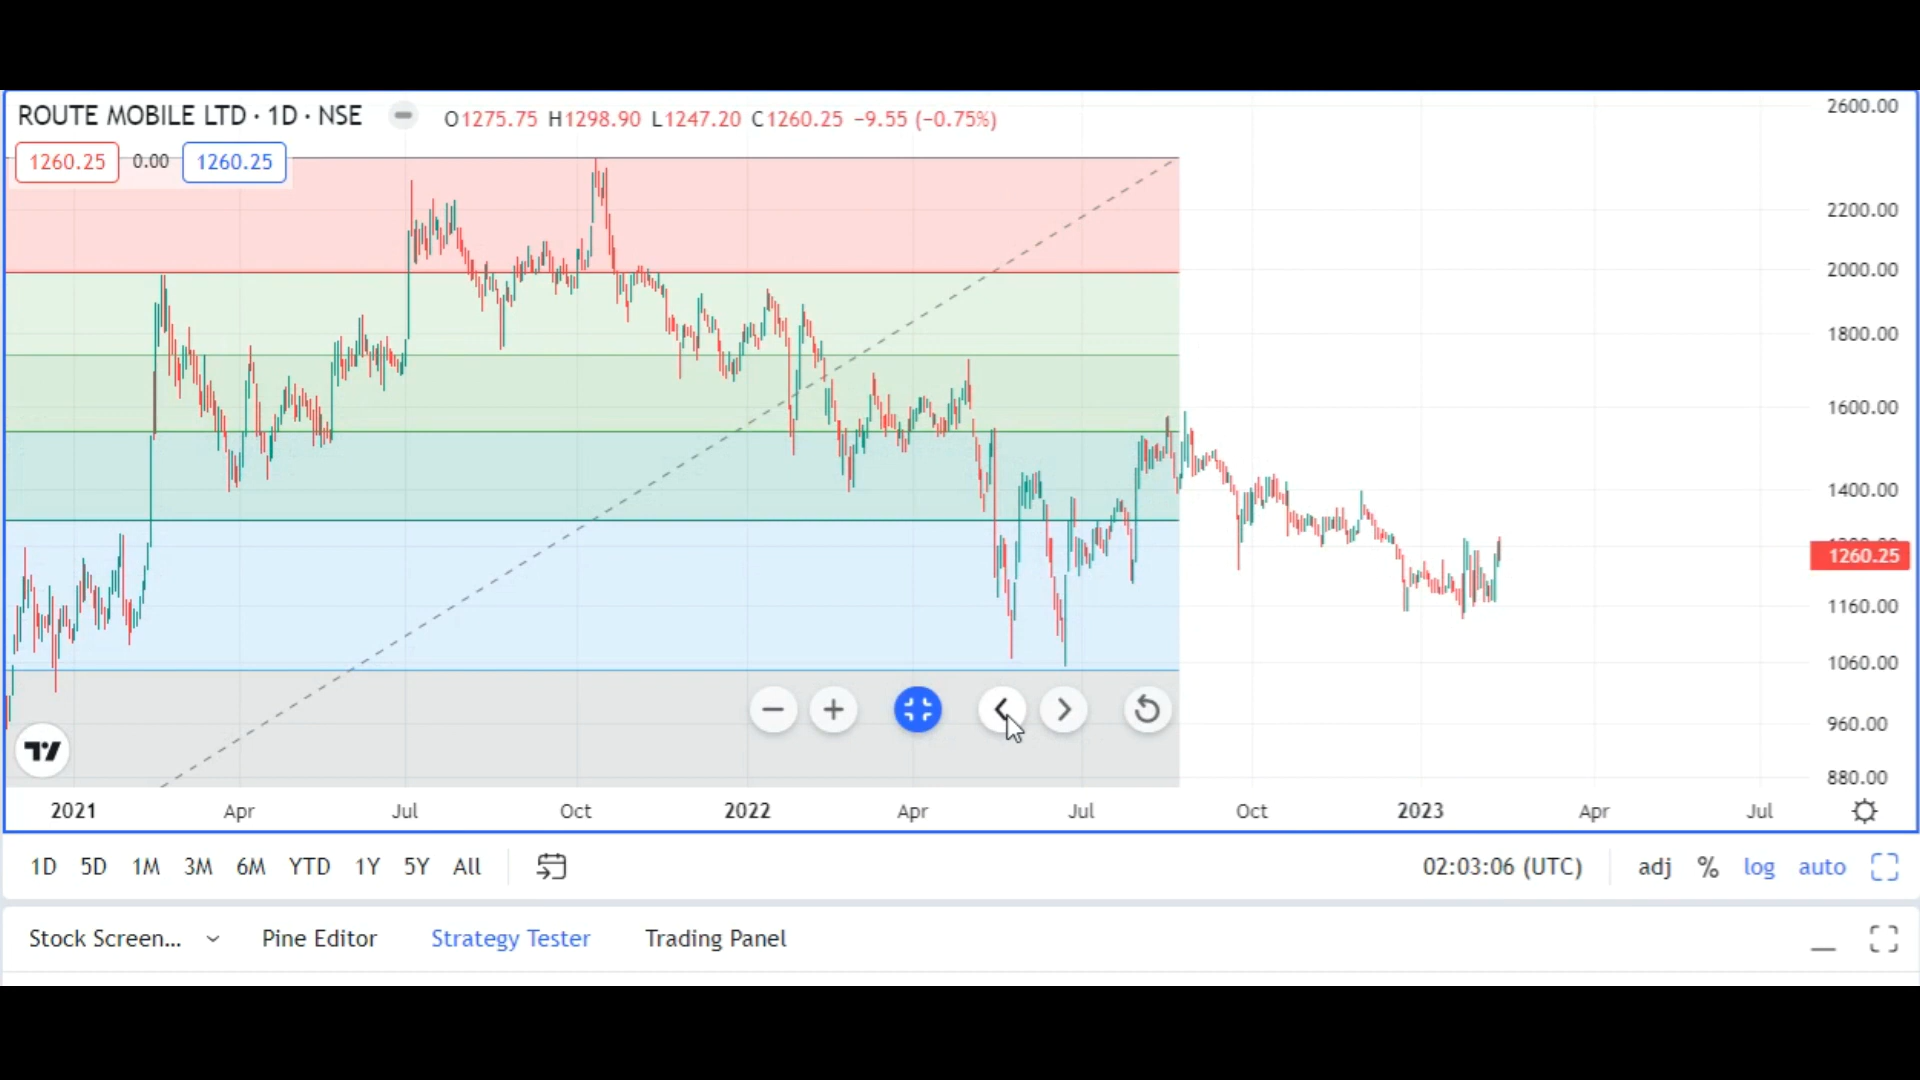 ROUTE MOBILE LTD · 1D · NSE O1275.75 H1298.90 L1247.20 C1260.25 −9.55 (−0.75%)
1260.25 0.00 1260.25
2600.00
2200.00
2000.00
1800.00
1600.00
1400.00
1260.25
1160.00
1060.00
960.00
880.00
2021 Apr Jul Oct 2022 Apr Jul Oct 2023 Apr Jul
1D 5D 1M 3M 6M YTD 1Y 5Y All 02:03:06 (UTC) adj % log auto
Stock Screen... Pine Editor Strategy Tester Trading Panel